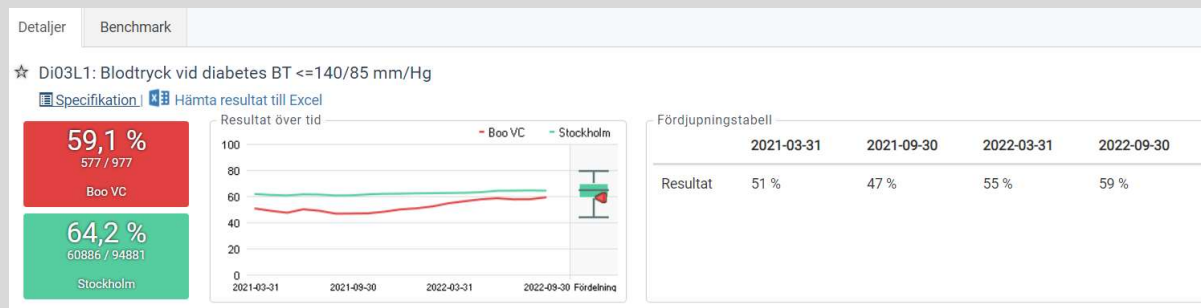 Detaljer Benchmark
☆ Di03L1: Blodtryck vid diabetes BT <=140/85 mm/Hg
Specifikation | Hämta resultat till Excel
59,1 %
577 / 977
Boo VC
64,2 %
60886 / 94881
Stockholm
Resultat över tid
Boo VC Stockholm
100
80
60
40
20
0
2021-03-31 2021-09-30 2022-03-31 2022-09-30 Fördelning
Fördjupningstabell
2021-03-31 2021-09-30 2022-03-31 2022-09-30
Resultat 51 % 47 % 55 % 59 %